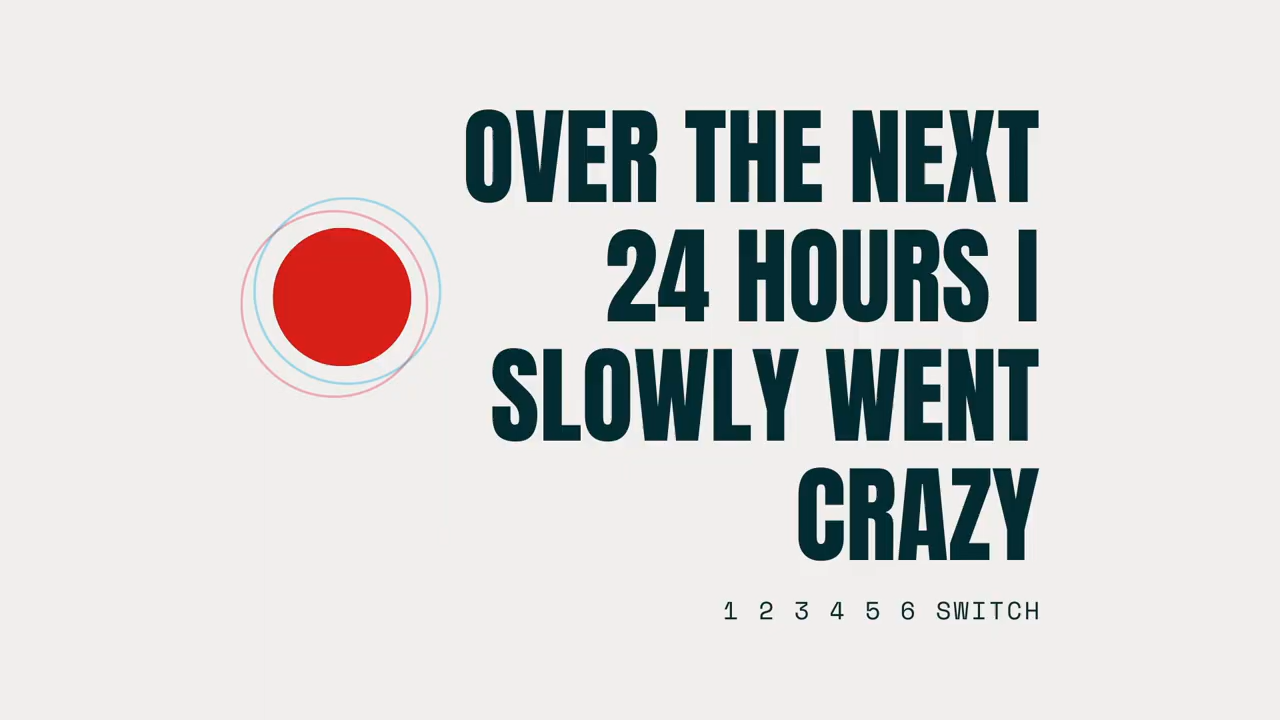 OVER THE NEXT
24 HOURS I
SLOWLY WENT
CRAZY
1 2 3 4 5 6 SWITCH